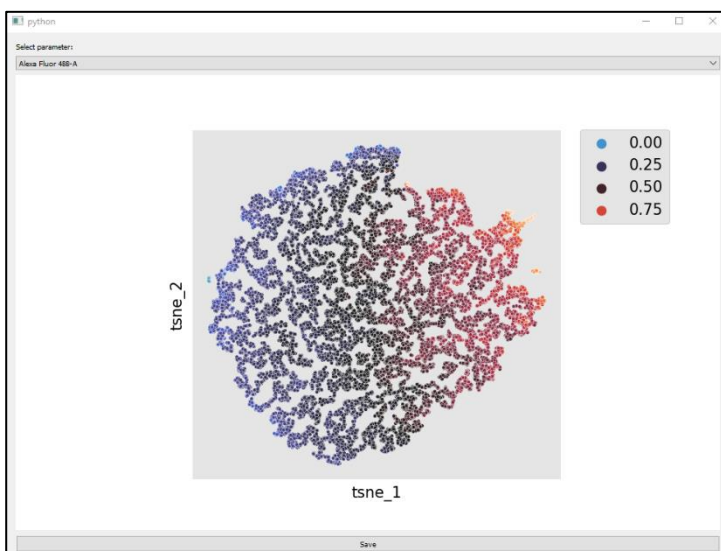 python
Select parameter:
Alexa Fluor 488-A
0.00
0.25
0.50
0.75
tsne_2
tsne_1
Save